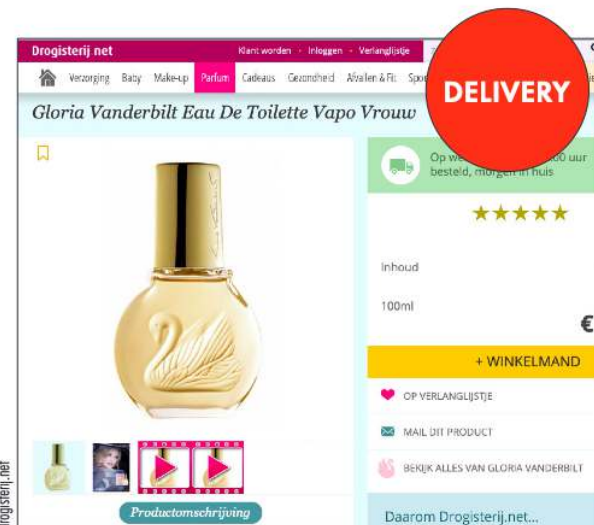 Drogisterij net
Klant worden - Inloggen - Verlanglijstje
Verzorging Baby Make-up Parfum Cadeaus Gezondheid Afvallen & Fit
DELIVERY
Gloria Vanderbilt Eau De Toilette Vapo Vrouw
Op uur
besteld, morgen in huis
Inhoud
100ml
€
+ WINKELMAND
OP VERLANGLIJSTJE
MAIL DIT PRODUCT
BEKIJK ALLES VAN GLORIA VANDERBILT
Productomschrijving
Daarom Drogisterij.net...